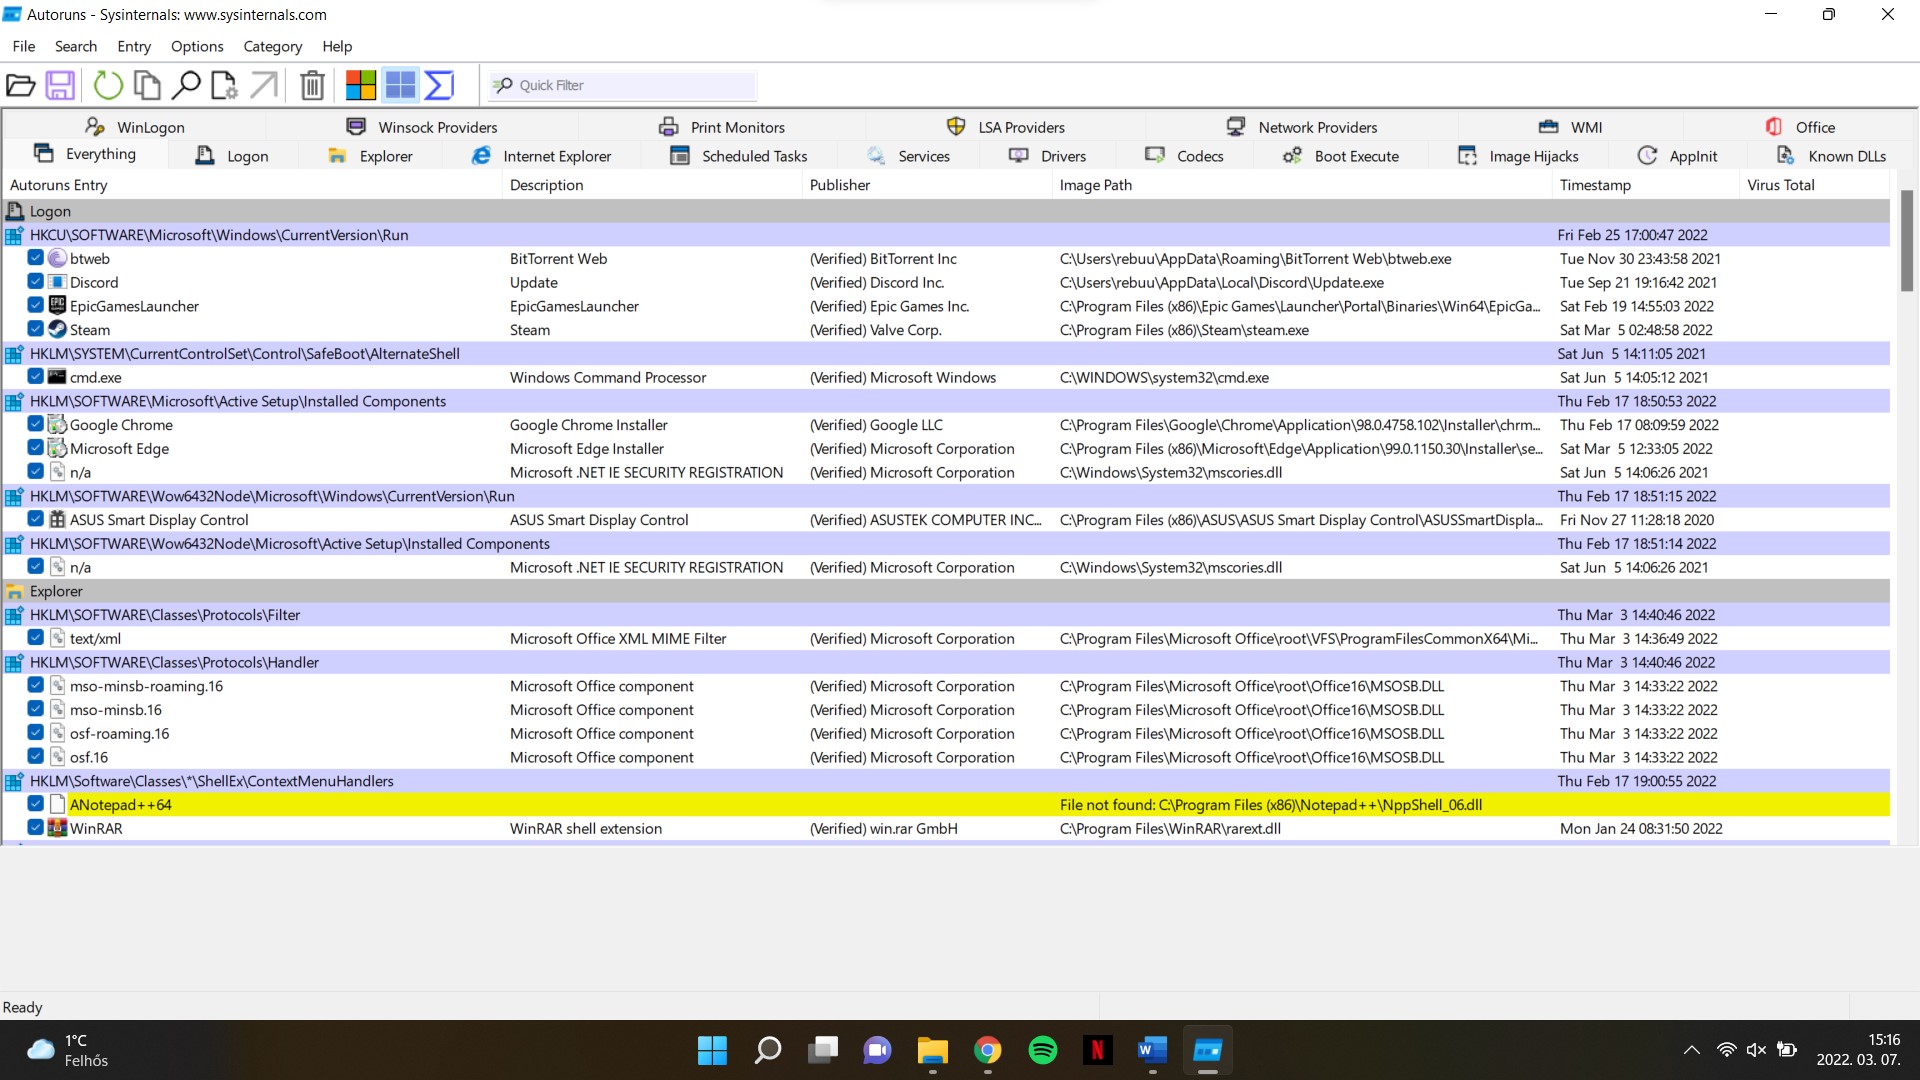 Autoruns - Sysinternals: www.sysinternals.com
File Search Entry Options Category Help
Quick Filter
WinLogon Winsock Providers Print Monitors LSA Providers Network Providers WMI Office
Everything Logon Explorer Internet Explorer Scheduled Tasks Services Drivers Codecs Boot Execute Image Hijacks AppInit Known DLLs
Autoruns Entry Description Publisher Image Path Timestamp Virus Total
Logon
HKCU\SOFTWARE\Microsoft\Windows\CurrentVersion\Run Fri Feb 25 17:00:47 2022
btweb BitTorrent Web (Verified) BitTorrent Inc C:\Users\rebuu\AppData\Roaming\BitTorrent Web\btweb.exe Tue Nov 30 23:43:58 2021
Discord Update (Verified) Discord Inc. C:\Users\rebuu\AppData\Local\Discord\Update.exe Tue Sep 21 19:16:42 2021
EPIC EpicGamesLauncher EpicGamesLauncher (Verified) Epic Games Inc. C:\Program Files (x86)\Epic Games\Launcher\Portal\Binaries\Win64\EpicGa... Sat Feb 19 14:55:03 2022
Steam Steam (Verified) Valve Corp. C:\Program Files (x86)\Steam\steam.exe Sat Mar 5 02:48:58 2022
HKLM\SYSTEM\CurrentControlSet\Control\SafeBoot\AlternateShell Sat Jun 5 14:11:05 2021
cmd.exe Windows Command Processor (Verified) Microsoft Windows C:\WINDOWS\system32\cmd.exe Sat Jun 5 14:05:12 2021
HKLM\SOFTWARE\Microsoft\Active Setup\Installed Components Thu Feb 17 18:50:53 2022
Google Chrome Google Chrome Installer (Verified) Google LLC C:\Program Files\Google\Chrome\Application\98.0.4758.102\Installer\chrm... Thu Feb 17 08:09:59 2022
Microsoft Edge Microsoft Edge Installer (Verified) Microsoft Corporation C:\Program Files (x86)\Microsoft\Edge\Application\99.0.1150.30\Installer\se... Sat Mar 5 12:33:05 2022
n/a Microsoft .NET IE SECURITY REGISTRATION (Verified) Microsoft Corporation C:\Windows\System32\mscories.dll Sat Jun 5 14:06:26 2021
HKLM\SOFTWARE\Wow6432Node\Microsoft\Windows\CurrentVersion\Run Thu Feb 17 18:51:15 2022
ASUS Smart Display Control ASUS Smart Display Control (Verified) ASUSTEK COMPUTER INC... C:\Program Files (x86)\ASUS\ASUS Smart Display Control\ASUSSmartDispla... Fri Nov 27 11:28:18 2020
HKLM\SOFTWARE\Wow6432Node\Microsoft\Active Setup\Installed Components Thu Feb 17 18:51:14 2022
n/a Microsoft .NET IE SECURITY REGISTRATION (Verified) Microsoft Corporation C:\Windows\System32\mscories.dll Sat Jun 5 14:06:26 2021
Explorer
HKLM\SOFTWARE\Classes\Protocols\Filter Thu Mar 3 14:40:46 2022
text/xml Microsoft Office XML MIME Filter (Verified) Microsoft Corporation C:\Program Files\Microsoft Office\root\VFS\ProgramFilesCommonX64\Mi... Thu Mar 3 14:36:49 2022
HKLM\SOFTWARE\Classes\Protocols\Handler Thu Mar 3 14:40:46 2022
mso-minsb-roaming.16 Microsoft Office component (Verified) Microsoft Corporation C:\Program Files\Microsoft Office\root\Office16\MSOSB.DLL Thu Mar 3 14:33:22 2022
mso-minsb.16 Microsoft Office component (Verified) Microsoft Corporation C:\Program Files\Microsoft Office\root\Office16\MSOSB.DLL Thu Mar 3 14:33:22 2022
osf-roaming.16 Microsoft Office component (Verified) Microsoft Corporation C:\Program Files\Microsoft Office\root\Office16\MSOSB.DLL Thu Mar 3 14:33:22 2022
osf.16 Microsoft Office component (Verified) Microsoft Corporation C:\Program Files\Microsoft Office\root\Office16\MSOSB.DLL Thu Mar 3 14:33:22 2022
HKLM\Software\Classes\*\ShellEx\ContextMenuHandlers Thu Feb 17 19:00:55 2022
ANotepad++64 File not found: C:\Program Files (x86)\Notepad++\NppShell_06.dll
WinRAR WinRAR shell extension (Verified) win.rar GmbH C:\Program Files\WinRAR\rarext.dll Mon Jan 24 08:31:50 2022
Ready
1°C
Felhős
N
W
15:16
2022. 03. 07.